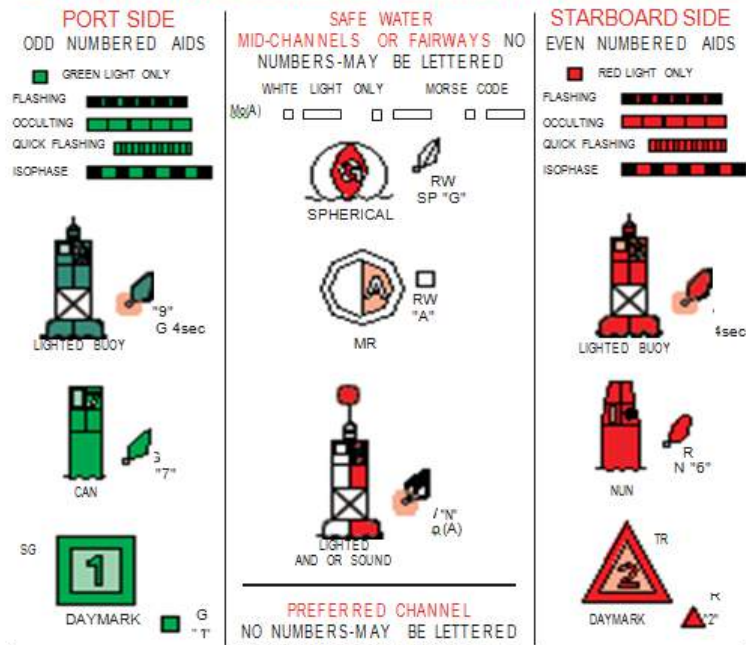 PORT SIDE
ODD NUMBERED AIDS
GREEN LIGHT ONLY
FLASHING
OCCULTING
QUICK FLASHING
ISOPHASE
"9"
G 4sec
LIGHTED BUOY
"7"
CAN
SG
1
DAYMARK
G
"1"
SAFE WATER
MID-CHANNELS OR FAIRWAYS NO
NUMBERS-MAY BE LETTERED
WHITE LIGHT ONLY MORSE CODE
Mo(A)
RW
SP "G"
SPHERICAL
A
RW
"A"
MR
"N"
(A)
LIGHTED
AND OR SOUND
PREFERRED CHANNEL
NO NUMBERS-MAY BE LETTERED
STARBOARD SIDE
EVEN NUMBERED AIDS
RED LIGHT ONLY
FLASHING
OCCULTING
QUICK FLASHING
ISOPHASE
4sec
LIGHTED BUOY
R
N "6"
NUN
TR
2
DAYMARK
"2"